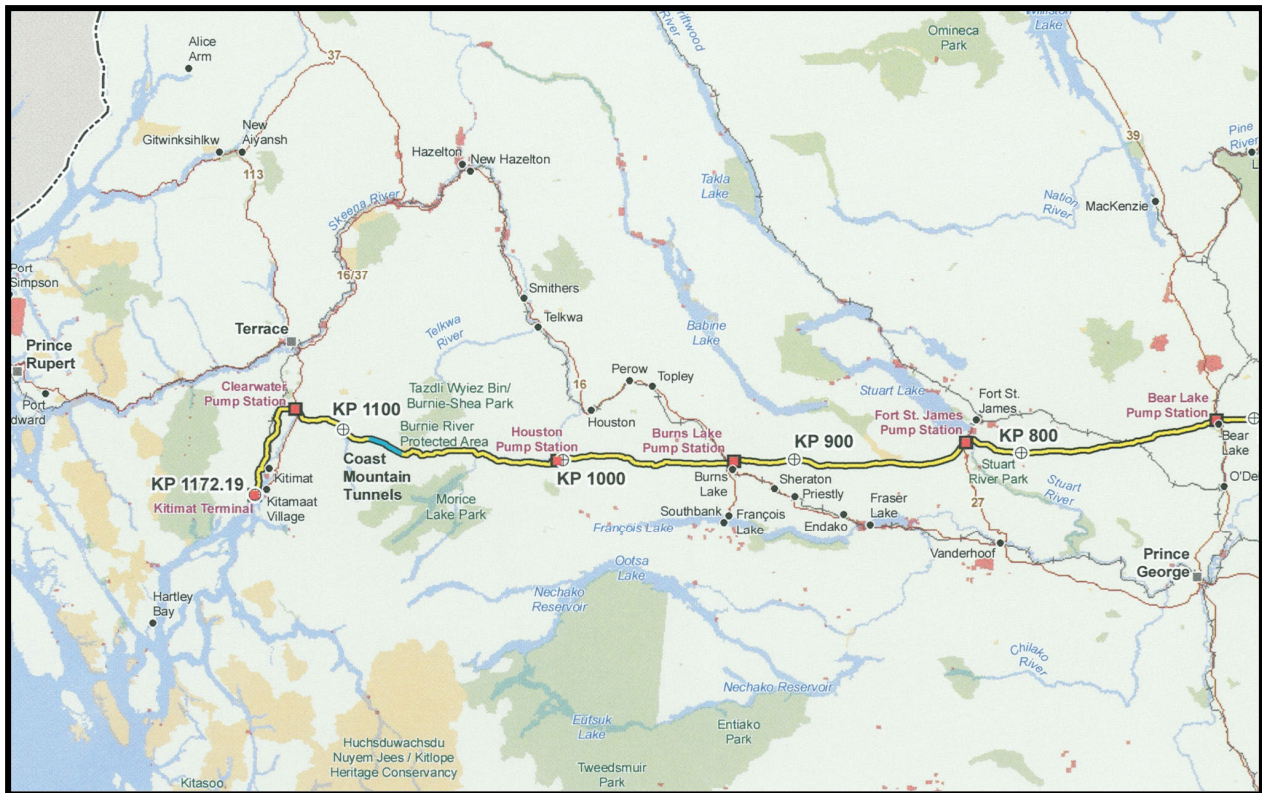 Alice
Arm
37
Driftwood
River
Omineca
Park
Williston
Lake
39
Pine
River
New
Aiyansh
Gitwinksihlkw
113
Hazelton
New Hazelton
Skeena River
Takla
Lake
Nation
River
MacKenzie
Port
Simpson
16/37
Smithers
Telkwa
Terrace
Telkwa
River
Babine
Lake
Prince
Rupert
Port
dward
Clearwater
Pump Station
Tazdli Wyiez Bin/
Burnie-Shea Park
16
Perow
Topley
Stuart Lake
Fort St.
James
KP 1100
Burnie River
Protected Area
Houston
Houston
Pump Station
Burns Lake
Pump Station
KP 900
Fort St. James
Pump Station
KP 800
Bear Lake
Pump Station
Bear
Lake
Coast
Mountain
Tunnels
KP 1000
KP 1172.19
Kitimat Terminal
Kitimat
Kitamaat
Village
Morice
Lake Park
Burns
Lake
Sheraton
Priestly
Stuart
River Park
Stuart
River
O'De
Southbank
François
Lake
François Lake
Endako
Fraser
Lake
27
Vanderhoof
Prince
George
Ootsa
Lake
Nechako
Reservoir
Hartley
Bay
Chilako
River
Nechako Reservoir
Eutsuk
Lake
Entiako
Park
Huchsduwachsdu
Nuyem Jees / Kitlope
Heritage Conservancy
Tweedsmuir
Park
Kitasoo